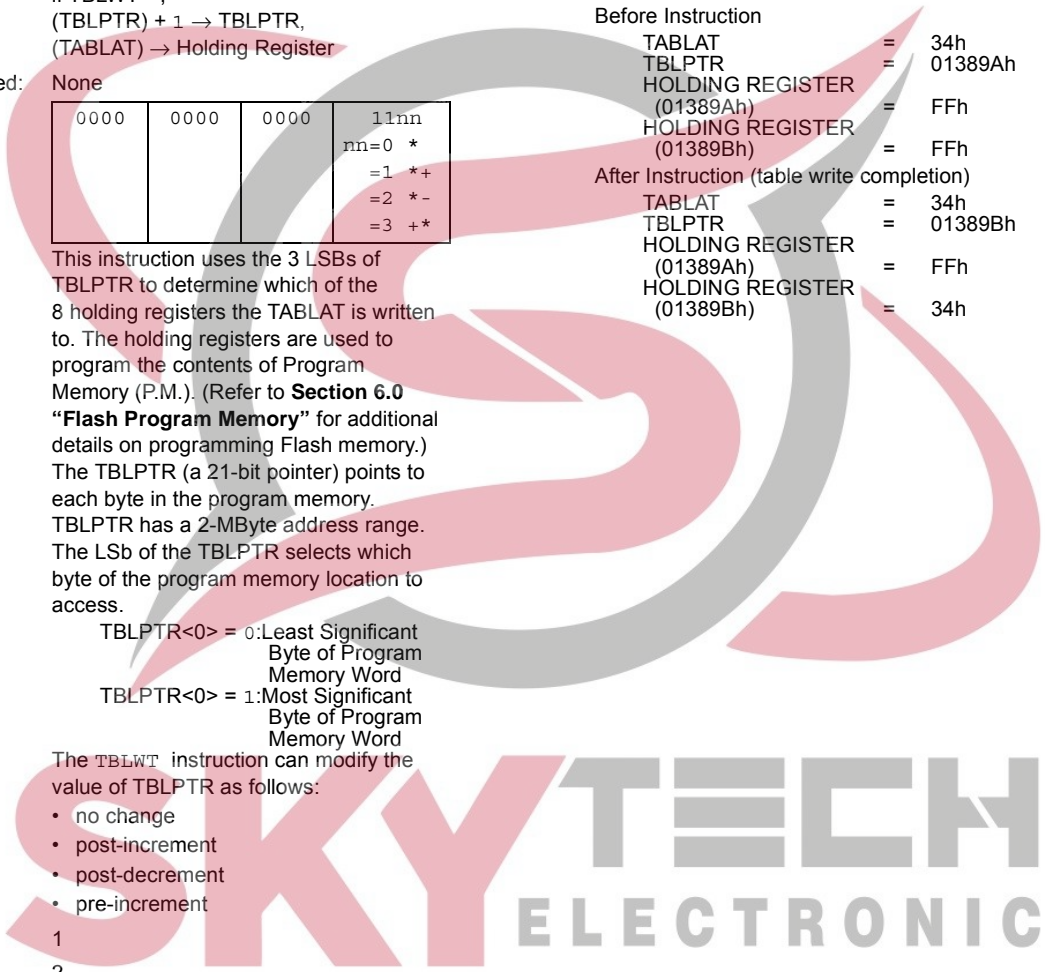 (TBLPTR) + 1 → TBLPTR,
(TABLAT) → Holding Register
ed: None
0000 0000 0000 11nn
nn=0 *
=1 *+
=2 *-
=3 +*
This instruction uses the 3 LSBs of
TBLPTR to determine which of the
8 holding registers the TABLAT is written
to. The holding registers are used to
program the contents of Program
Memory (P.M.). (Refer to Section 6.0
“Flash Program Memory” for additional
details on programming Flash memory.)
The TBLPTR (a 21-bit pointer) points to
each byte in the program memory.
TBLPTR has a 2-MByte address range.
The LSb of the TBLPTR selects which
byte of the program memory location to
access.
TBLPTR<0> = 0:Least Significant
Byte of Program
Memory Word
TBLPTR<0> = 1:Most Significant
Byte of Program
Memory Word
The TBLWT instruction can modify the
value of TBLPTR as follows:
• no change
• post-increment
• post-decrement
• pre-increment
1
Before Instruction
TABLAT = 34h
TBLPTR = 01389Ah
HOLDING REGISTER
(01389Ah) = FFh
HOLDING REGISTER
(01389Bh) = FFh
After Instruction (table write completion)
TABLAT = 34h
TBLPTR = 01389Bh
HOLDING REGISTER
(01389Ah) = FFh
HOLDING REGISTER
(01389Bh) = 34h
SKYTECH
ELECTRONIC